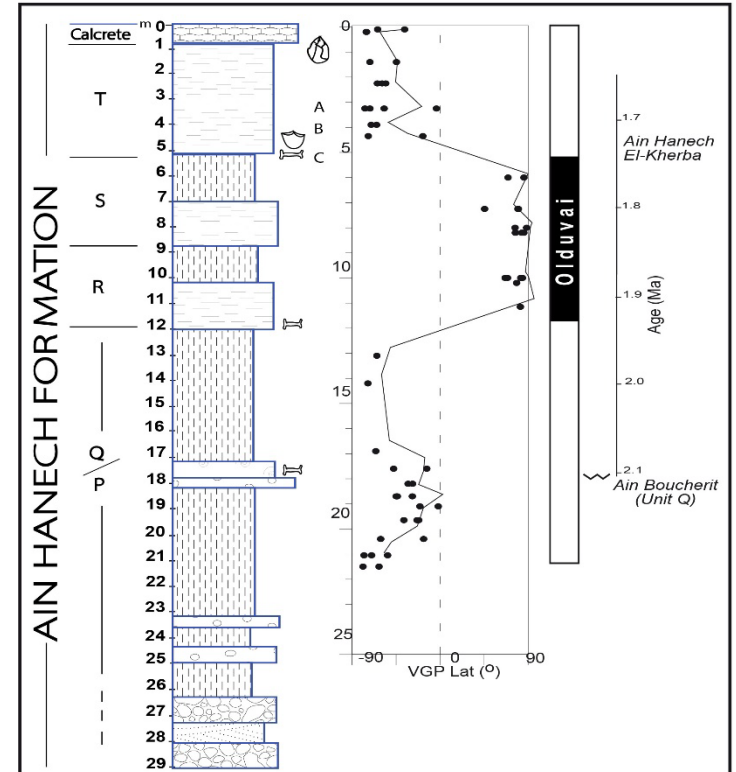 AIN HANECH FORMATION
Calcrete
T
S
R
Q
P
m
0
1
2
3
4
5
6
7
8
9
10
11
12
13
14
15
16
17
18
19
20
21
22
23
24
25
26
27
28
29
A
B
C
0
5
10
15
20
25
-90
0
90
VGP Lat (°)
Olduvai
1.7
1.8
1.9
2.0
2.1
Age (Ma)
Ain Hanech
El-Kherba
Ain Boucherit
(Unit Q)